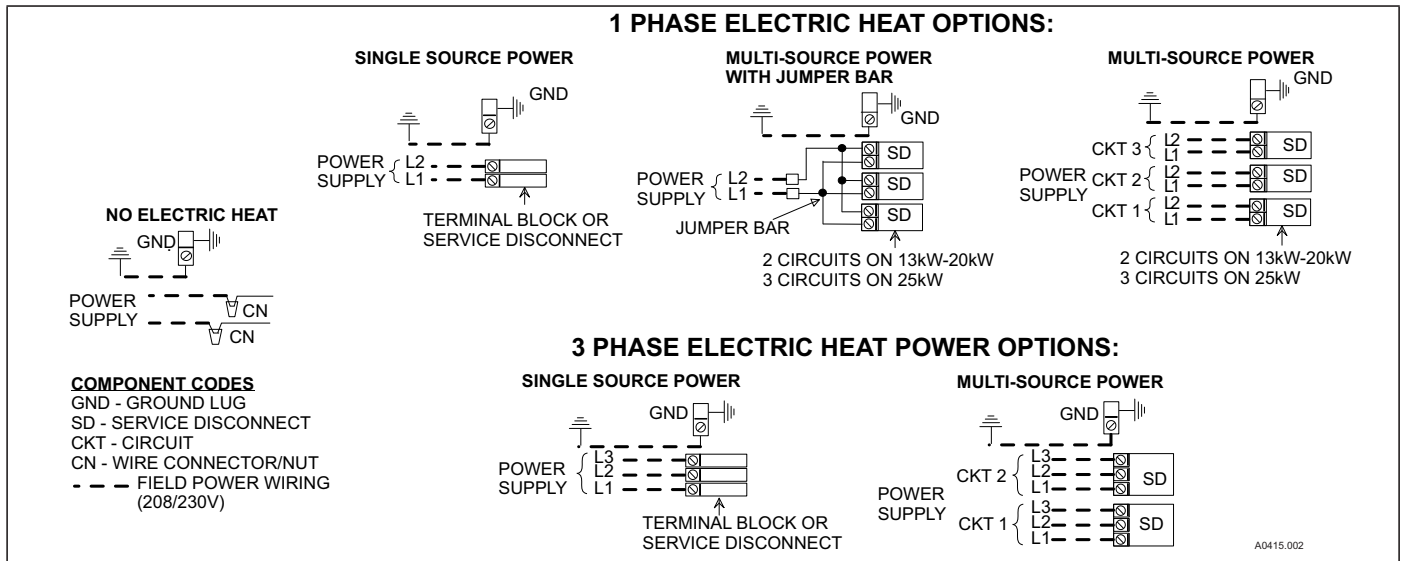 1 PHASE ELECTRIC HEAT OPTIONS:
SINGLE SOURCE POWER
GND
POWER
SUPPLY
L2
L1
TERMINAL BLOCK OR
SERVICE DISCONNECT
MULTI-SOURCE POWER
WITH JUMPER BAR
GND
SD
SD
SD
POWER
SUPPLY
L2
L1
JUMPER BAR
2 CIRCUITS ON 13kW-20kW
3 CIRCUITS ON 25kW
MULTI-SOURCE POWER
GND
POWER
SUPPLY
CKT 3
L2
L1
SD
CKT 2
L2
L1
SD
CKT 1
L2
L1
SD
2 CIRCUITS ON 13kW-20kW
3 CIRCUITS ON 25kW
NO ELECTRIC HEAT
GND
POWER
SUPPLY
CN
CN
COMPONENT CODES
GND - GROUND LUG
SD - SERVICE DISCONNECT
CKT - CIRCUIT
CN - WIRE CONNECTOR/NUT
FIELD POWER WIRING
(208/230V)
3 PHASE ELECTRIC HEAT POWER OPTIONS:
SINGLE SOURCE POWER
GND
POWER
SUPPLY
L3
L2
L1
TERMINAL BLOCK OR
SERVICE DISCONNECT
MULTI-SOURCE POWER
GND
POWER
SUPPLY
CKT 2
L3
L2
L1
SD
CKT 1
L3
L2
L1
SD
A0415.002